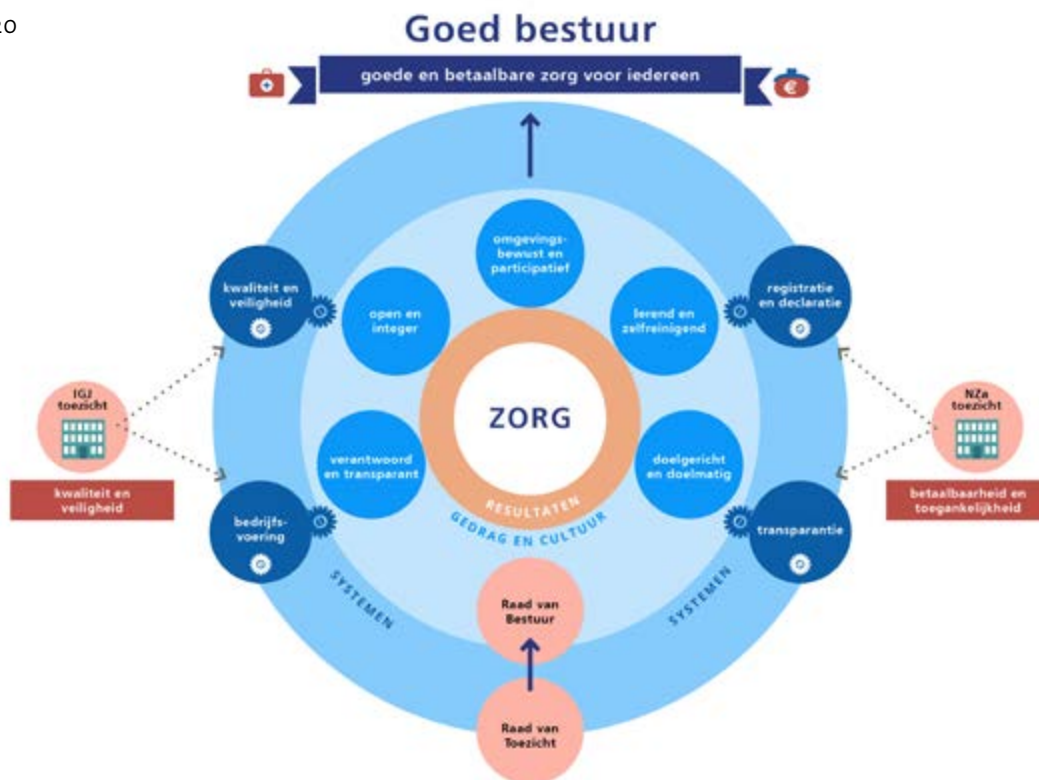 20
Goed bestuur
goede en betaalbare zorg voor iedereen
€
omgevings-
bewust en
participatief
kwaliteit en
veiligheid
open en
integer
lerend en
zelfreinigend
registratie
en declaratie
IGJ
toezicht
ZORG
NZa
toezicht
verantwoord
en transparant
doelgericht
en doelmatig
kwaliteit en
veiligheid
betaalbaarheid en
toegankelijkheid
RESULTATEN
GEDRAG EN CULTUUR
bedrijfs-
voering
transparantie
SYSTEMEN
SYSTEMEN
Raad van
Bestuur
Raad van
Toezicht